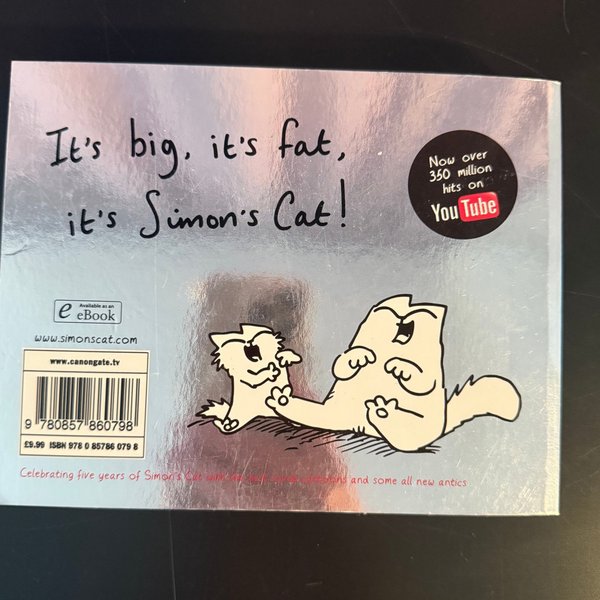 It's big, it's fat,
it's Simon's Cat!
Now over
350 million
hits on
YouTube
Available as an
e eBook
www.simonscat.com
www.canongate.tv
9 780857 860798
£9.99 ISBN 978 0 85786 079 8
Celebrating five years of Simon's Cat with and some all new antics